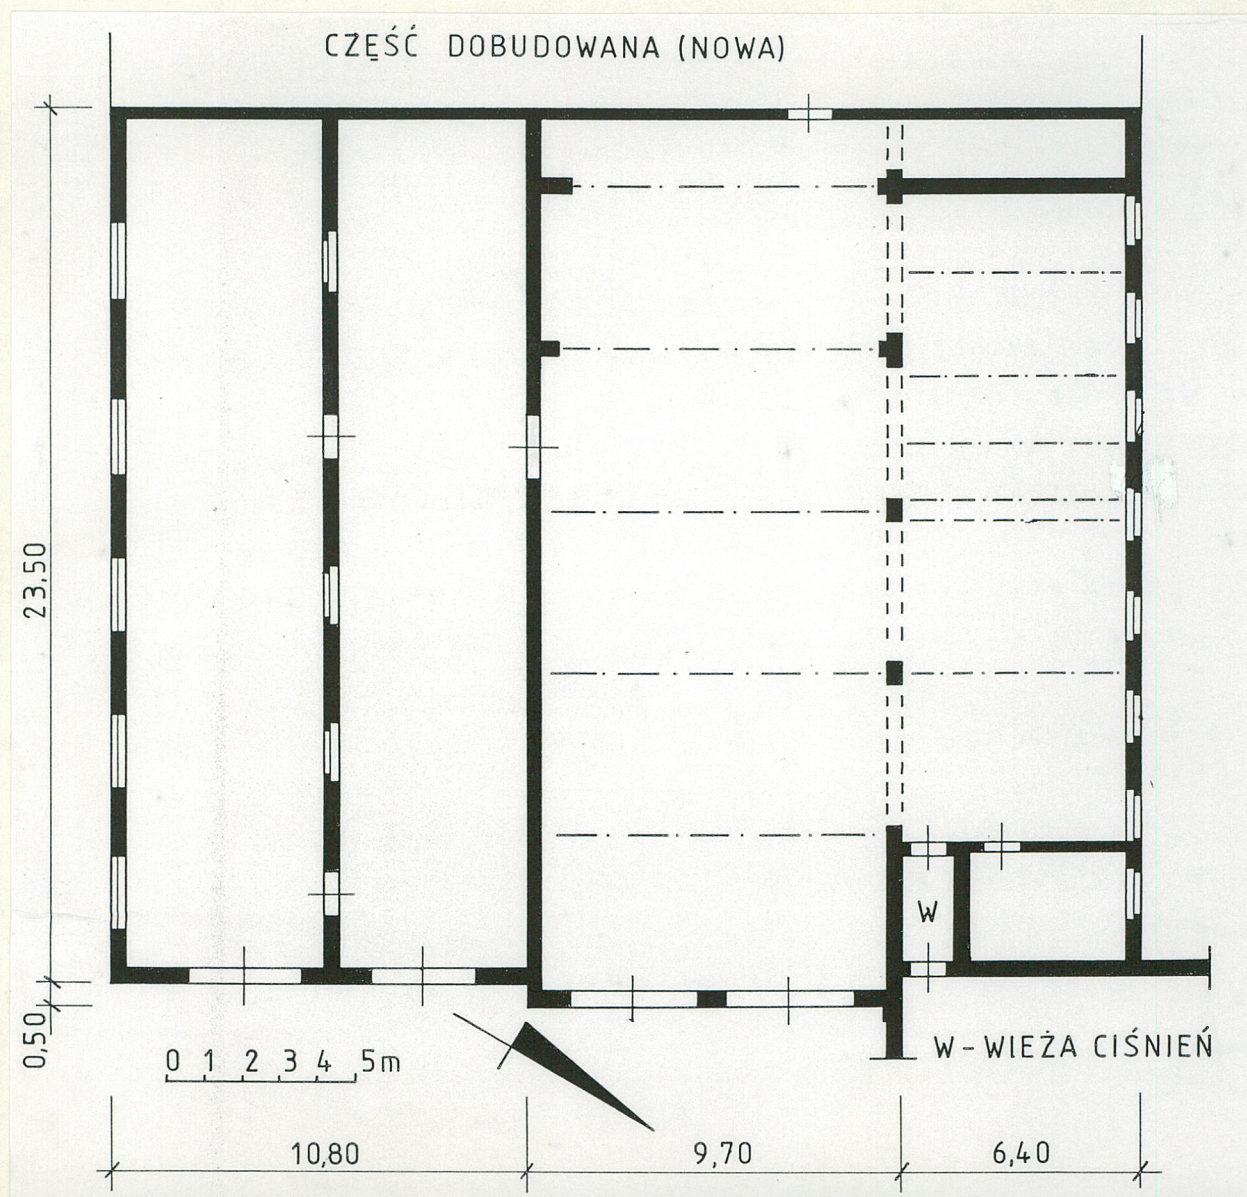 CZĘŚĆ DOBUDOWANA (NOWA)
23,50
W
0,50
0 1 2 3 4 5m
W-WIEŻA CIŚNIEŃ
10,80
9,70
6,40